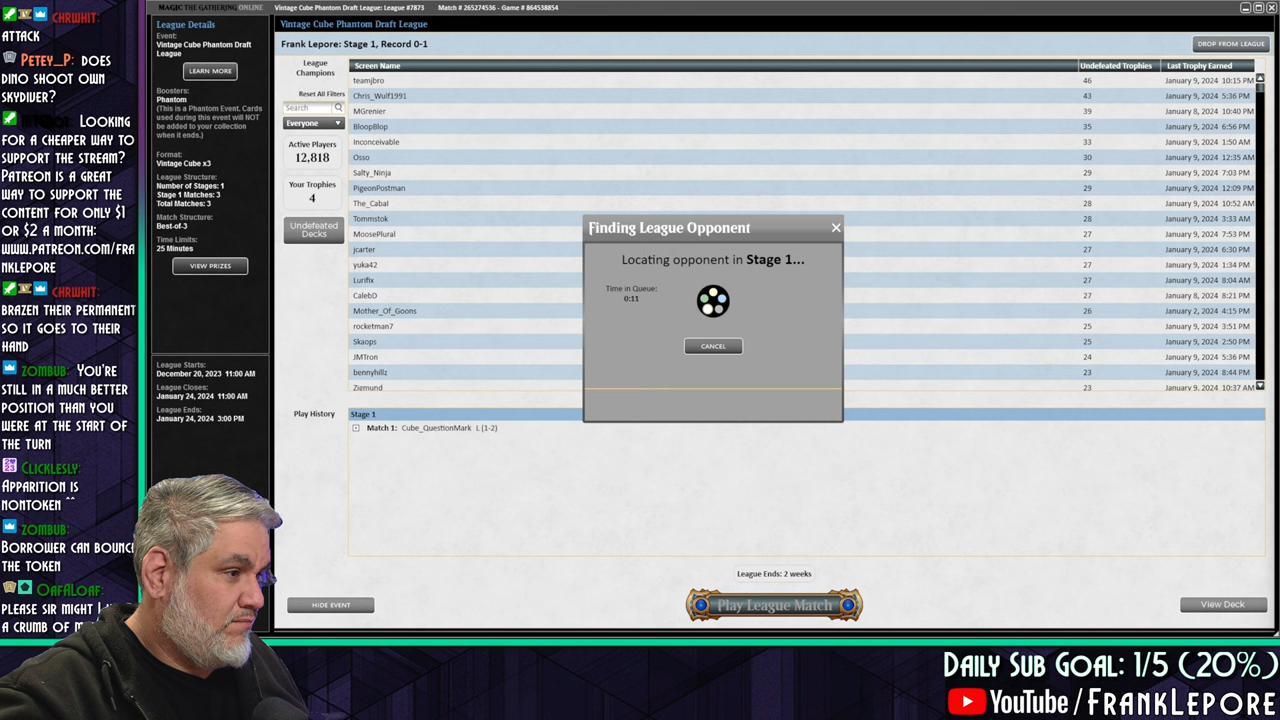 chrwhit:
attack
Petey_P: does
dino shoot own
skydiver?
Looking
for a cheaper way to
support the stream?
Patreon is a great
way to support the
content for only $1
or $2 a month:
www.patreon.com/fra
nklepore
chrwhit:
broken their permanent
so it goes to their
hand
zombub: you're
still in a much better
position than you
were at the start of
the turn
Clicklesly:
Apparition is
nontoken ^^
zombub:
Borrower can bounce
the token
OafALoaf:
please sir might I
a crumb of
MAGIC THE GATHERING ONLINE
Vintage Cube Phantom Draft League: League #7873
Match # 265274536 - Game # 864538854
League Details
Event:
Vintage Cube Phantom Draft
League
LEARN MORE
Boosters:
Phantom
(This is a Phantom Event. Cards
used during this event will NOT
be added to your collection
when it ends.)
Format:
Vintage Cube x3
League Structure:
Number of Stages: 1
Stage 1 Matches: 3
Total Matches: 3
Match Structure:
Best-of-3
Time Limits:
25 Minutes
VIEW PRIZES
League Starts:
December 20, 2023 11:00 AM
League Closes:
January 24, 2024 11:00 AM
League Ends:
January 24, 2024 3:00 PM
Vintage Cube Phantom Draft League
Frank Lepore: Stage 1, Record 0-1
DROP FROM LEAGUE
League
Champions
Reset All Filters
Search
Everyone
Active Players
12,818
Your Trophies
4
Undefeated
Decks
Screen Name Undefeated Trophies Last Trophy Earned
teamjbro 46 January 9, 2024 10:15 PM
Chris_Wulf1991 43 January 9, 2024 5:36 PM
MGrenier 39 January 8, 2024 10:40 PM
BloopBlop 35 January 9, 2024 6:56 PM
Inconceivable 33 January 9, 2024 1:50 AM
Osso 30 January 9, 2024 12:35 AM
Salty_Ninja 29 January 9, 2024 7:03 PM
PigeonPostman 29 January 9, 2024 12:09 PM
The_Cabal 28 January 9, 2024 10:52 AM
Tommstok 28 January 9, 2024 3:33 AM
MoosePlural 27 January 9, 2024 7:53 PM
jcarter 27 January 9, 2024 6:30 PM
yuka42 27 January 9, 2024 1:34 PM
Lurifix 27 January 9, 2024 8:04 AM
CalebD 27 January 8, 2024 8:21 PM
Mother_Of_Goons 26 January 2, 2024 4:15 PM
rocketman7 25 January 9, 2024 3:51 PM
Skaops 25 January 9, 2024 2:50 PM
JMTron 24 January 9, 2024 5:36 PM
bennyhillz 23 January 9, 2024 8:44 PM
Zigmund 23 January 9, 2024 10:37 AM
Finding League Opponent
Locating opponent in Stage 1...
Time in Queue:
0:11
CANCEL
Play History
Stage 1
Match 1: Cube_QuestionMark L (1-2)
League Ends: 2 weeks
HIDE EVENT
Play League Match
View Deck
Daily Sub Goal: 1/5 (20%)
YouTube/FrankLepore